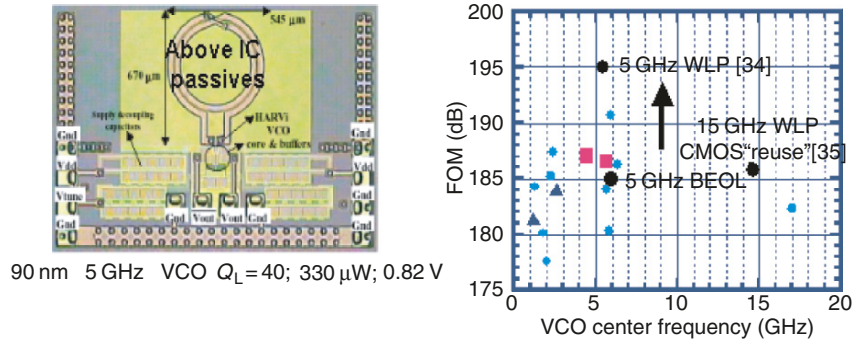 545 µm
Above IC
passives
670 µm
HARVi
VCO
core & buffers
Supply decoupling
capacitors
Gnd
Vdd
Vtune
Gnd
Gnd
Vout
Vout
Gnd
Gnd
Vdd
Gnd
Gnd
90 nm 5 GHz VCO QL = 40; 330 µW; 0.82 V
200
195
190
185
180
175
FOM (dB)
5 GHz WLP [34]
15 GHz WLP
CMOS“reuse”[35]
5 GHz BEOL
0
5
10
15
20
VCO center frequency (GHz)